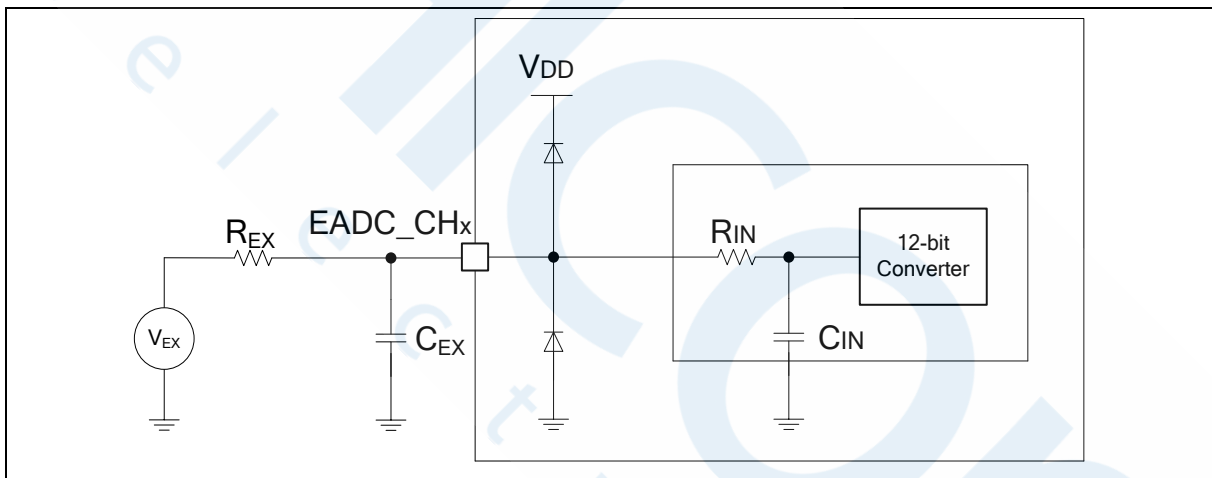 VDD
EADC_CHx
REX
RIN
12-bit
Converter
VEX
CEX
CIN